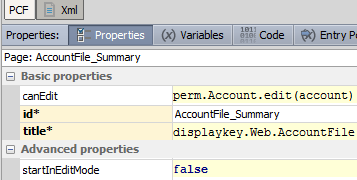 PCF Xml
Properties: Properties (x) Variables Code Entry Po
Page: AccountFile_Summary
Basic properties
canEdit perm.Account.edit(account)
id* AccountFile_Summary
title* displaykey.Web.AccountFile
Advanced properties
startInEditMode false